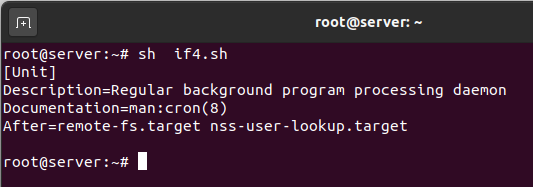 root@server: ~
root@server:~# sh  if4.sh
[Unit]
Description=Regular background program processing daemon
Documentation=man:cron(8)
After=remote-fs.target nss-user-lookup.target
root@server:~#